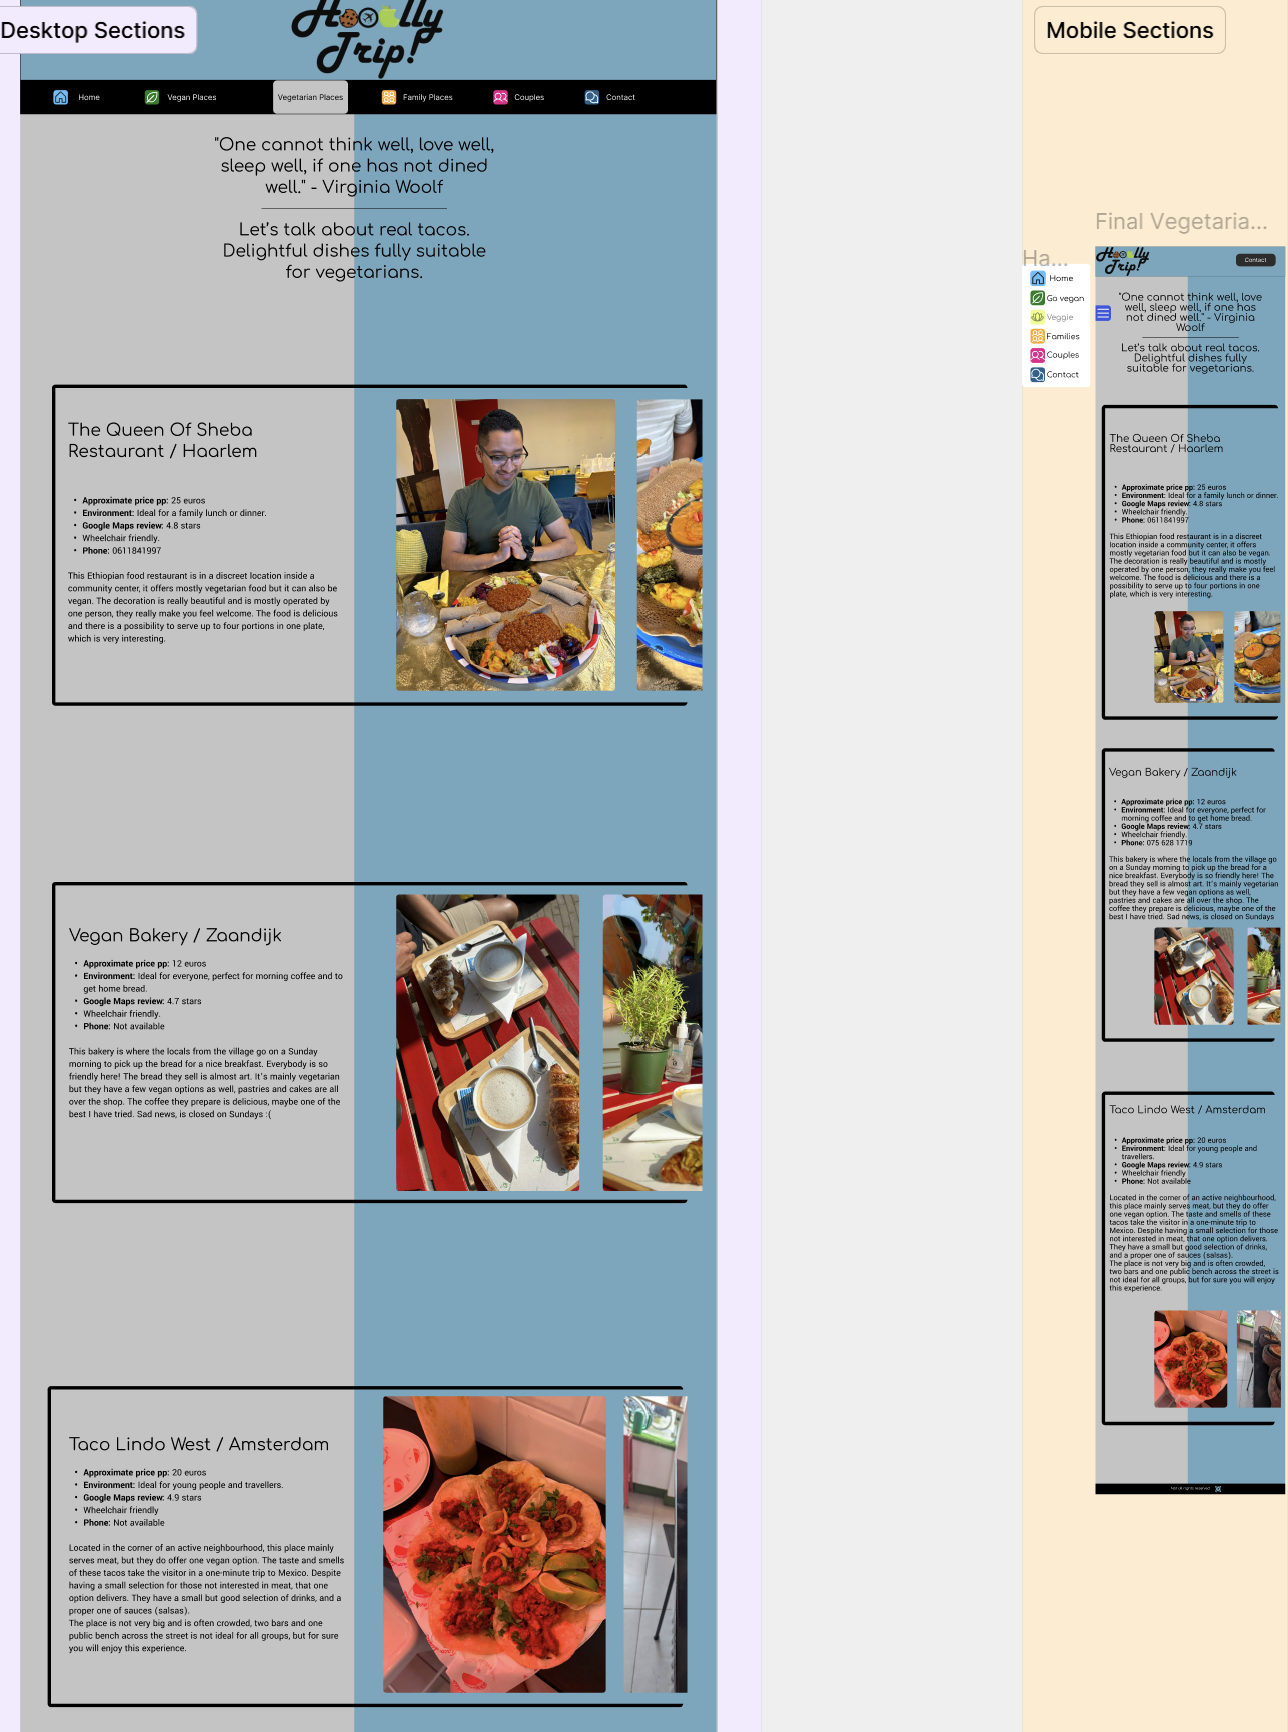 Desktop Sections
Hoolly
Trip!
Home
Vegan Places
Vegetarian Places
Family Places
Couples
Contact
"One cannot think well, love well,
sleep well, if one has not dined
well." - Virginia Woolf
Let's talk about real tacos.
Delightful dishes fully suitable
for vegetarians.
The Queen Of Sheba
Restaurant / Haarlem
• Approximate price pp: 25 euros
• Environment: Ideal for a family lunch or dinner.
• Google Maps review: 4.8 stars
• Wheelchair friendly.
• Phone: 0611841997
This Ethiopian food restaurant is in a discreet location inside a
community center, it offers mostly vegetarian food but it can also be
vegan. The decoration is really beautiful and is mostly operated by
one person, they really make you feel welcome. The food is delicious
and there is a possibility to serve up to four portions in one plate,
which is very interesting.
Vegan Bakery / Zaandijk
• Approximate price pp: 12 euros
• Environment: Ideal for everyone, perfect for morning coffee and to
get home bread.
• Google Maps review: 4.7 stars
• Wheelchair friendly.
• Phone: Not available
This bakery is where the locals from the village go on a Sunday
morning to pick up the bread for a nice breakfast. Everybody is so
friendly here! The bread they sell is almost art. It's mainly vegetarian
but they have a few vegan options as well, pastries and cakes are all
over the shop. The coffee they prepare is delicious, maybe one of the
best I have tried. Sad news, is closed on Sundays :(
Taco Lindo West / Amsterdam
• Approximate price pp: 20 euros
• Environment: Ideal for young people and travellers.
• Google Maps review: 4.9 stars
• Wheelchair friendly
• Phone: Not available
Located in the corner of an active neighbourhood, this place mainly
serves meat, but they do offer one vegan option. The taste and smells
of these tacos take the visitor in a one-minute trip to Mexico. Despite
having a small selection for those not interested in meat, that one
option delivers. They have a small but good selection of drinks, and a
proper one of sauces (salsas).
The place is not very big and is often crowded, two bars and one
public bench across the street is not ideal for all groups, but for sure
you will enjoy this experience.
Mobile Sections
Final Vegetaria...
Ha...
Home
Go vegan
Veggie
Families
Couples
Contact
Hoolly
Trip!
Contact
"One cannot think well, love
well, sleep well, if one has
not dined well." - Virginia
Woolf
Let's talk about real tacos.
Delightful dishes fully
suitable for vegetarians.
The Queen Of Sheba
Restaurant / Haarlem
• Approximate price pp: 25 euros
• Environment: Ideal for a family lunch or dinner.
• Google Maps review: 4.8 stars
• Wheelchair friendly.
• Phone: 0611841997
This Ethiopian food restaurant is in a discreet
location inside a community center, it offers
mostly vegetarian food but it can also be vegan.
The decoration is really beautiful and is mostly
operated by one person, they really make you feel
welcome. The food is delicious and there is a
possibility to serve up to four portions in one
plate, which is very interesting.
Vegan Bakery / Zaandijk
• Approximate price pp: 12 euros
• Environment: Ideal for everyone, perfect for
morning coffee and to get home bread.
• Google Maps review: 4.7 stars
• Wheelchair friendly.
• Phone: 075 628 1719
This bakery is where the locals from the village go
on a Sunday morning to pick up the bread for a
nice breakfast. Everybody is so friendly here! The
bread they sell is almost art. It's mainly vegetarian
but they have a few vegan options as well,
pastries and cakes are all over the shop. The
coffee they prepare is delicious, maybe one of the
best I have tried. Sad news, is closed on Sundays
Taco Lindo West / Amsterdam
• Approximate price pp: 20 euros
• Environment: Ideal for young people and
travellers.
• Google Maps review: 4.9 stars
• Wheelchair friendly
• Phone: Not available
Located in the corner of an active neighbourhood,
this place mainly serves meat, but they do offer
one vegan option. The taste and smells of these
tacos take the visitor in a one-minute trip to
Mexico. Despite having a small selection for those
not interested in meat, that one option delivers.
They have a small but good selection of drinks,
and a proper one of sauces (salsas).
The place is not very big and is often crowded,
two bars and one public bench across the street is
not ideal for all groups, but for sure you will enjoy
this experience.
Not all rights reserved